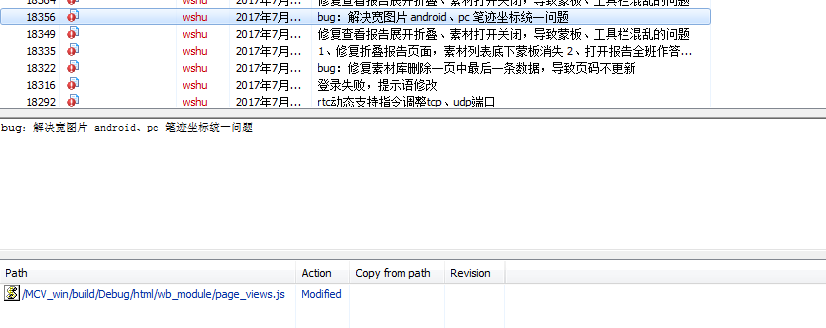 18356 wshu 2017年7月... bug：解决宽图片 android、pc 笔迹坐标统一问题
18349 wshu 2017年7月... 修复查看报告展开折叠、素材打开关闭，导致蒙板、工具栏混乱的问题
18335 wshu 2017年7月... 1、修复折叠报告页面，素材列表底下蒙板消失 2、打开报告全班作答...
18322 wshu 2017年7月... bug：修复素材库删除一页中最后一条数据，导致页码不更新
18316 wshu 2017年7月... 登录失败，提示语修改
18292 wshu 2017年7月... rtc动态支持指令调整tcp、udp端口
bug：解决宽图片 android、pc 笔迹坐标统一问题
Path Action Copy from path Revision
/MCV_win/build/Debug/html/wb_module/page_views.js Modified